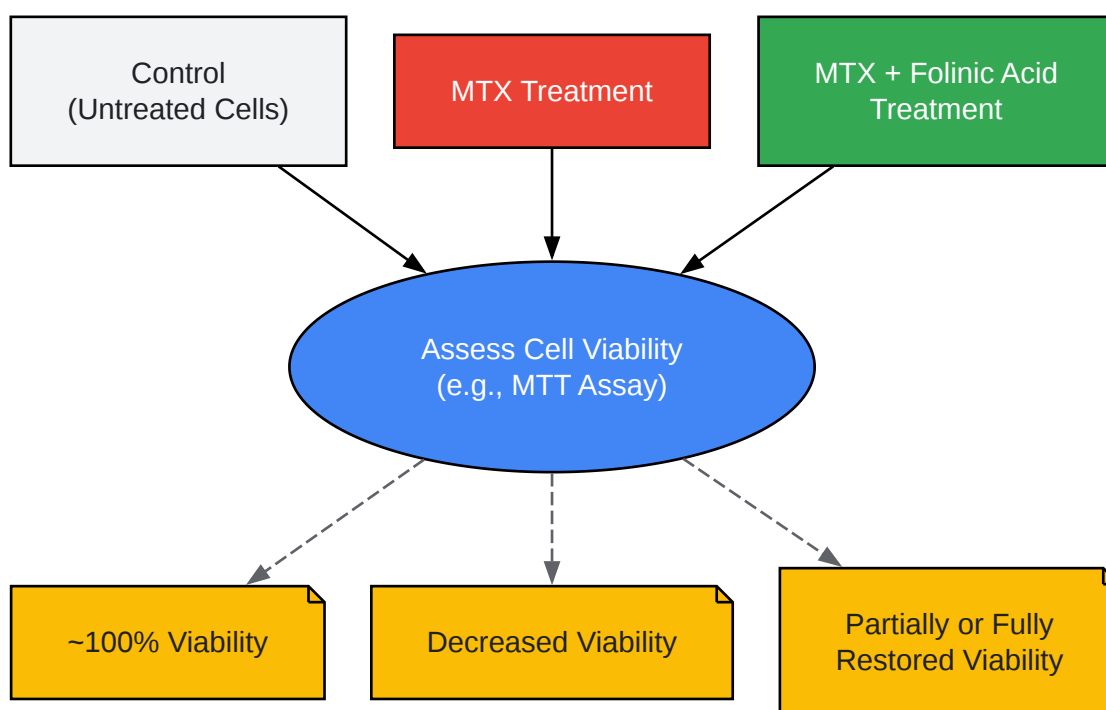 Control
(Untreated Cells)
MTX Treatment
MTX + Folinic Acid
Treatment
Assess Cell Viability
(e.g., MTT Assay)
~100% Viability
Decreased Viability
Partially or Fully
Restored Viability